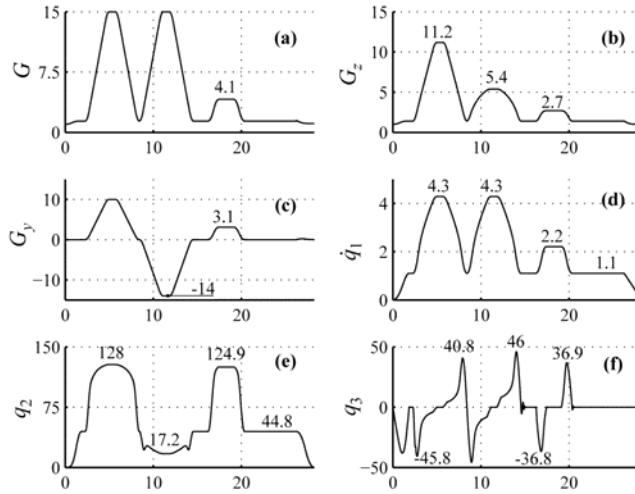 15
7.5
0
G
4.1
(a)
0 10 20
15
10
5
0
G_z
11.2
5.4
2.7
(b)
0 10 20
10
0
−10
G_y
3.1
-14
(c)
0 10 20
4
2
0
q̇_1
4.3
4.3
2.2
1.1
(d)
0 10 20
150
75
0
q_2
128
17.2
124.9
44.8
(e)
0 10 20
50
0
−50
q_3
40.8
46
36.9
-45.8
-36.8
(f)
0 10 20